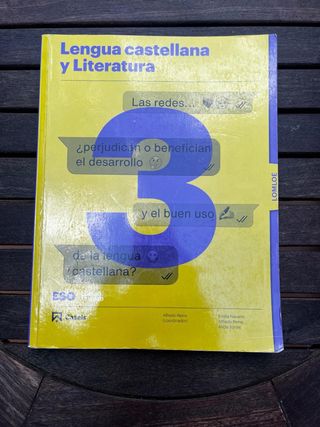 Lengua castellana
y Literatura
Las redes...
¿perjudican o benefician
el desarrollo
3
y el buen uso
de la lengua
castellana?
LOMLOE
ESO
Casals